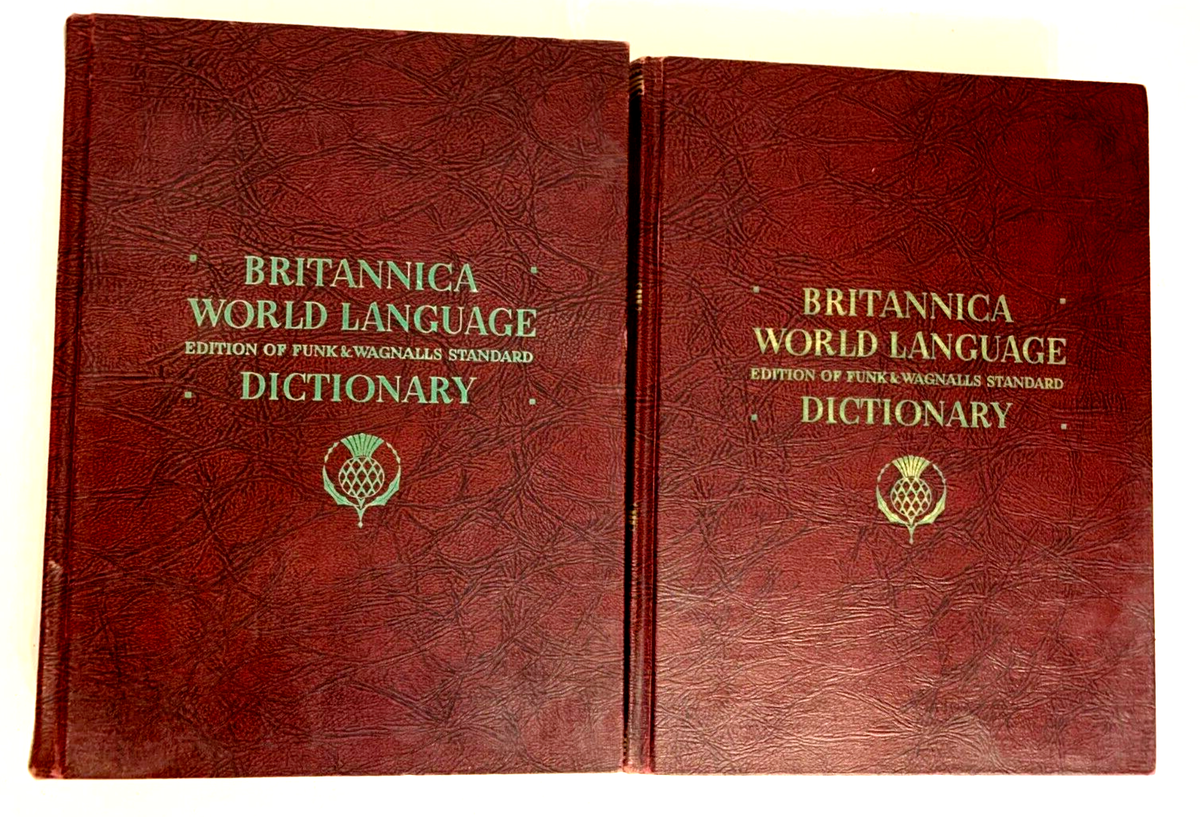 BRITANNICA
WORLD LANGUAGE
EDITION OF FUNK & WAGNALLS STANDARD
DICTIONARY
BRITANNICA
WORLD LANGUAGE
EDITION OF FUNK & WAGNALLS STANDARD
DICTIONARY